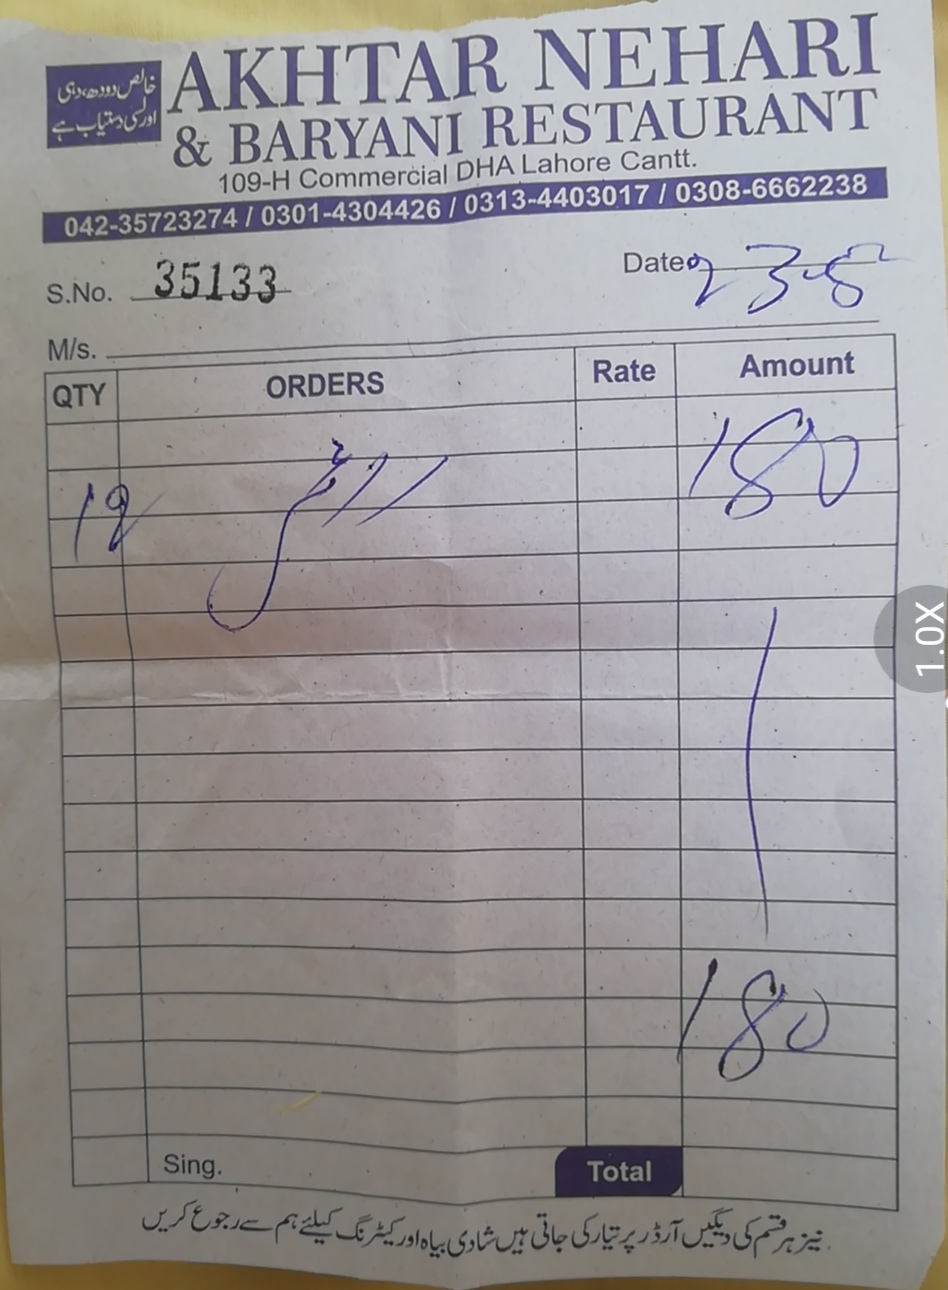 خالص دودھ، دہی
اور لسی دستیاب ہے
AKHTAR NEHARI
& BARYANI RESTAURANT
109-H Commercial DHA Lahore Cantt.
042-35723274 / 0301-4304426 / 0313-4403017 / 0308-6662238
S.No. 35133
Date 23-8
M/s.
QTY ORDERS Rate Amount
180
180
Sing. Total
نیز ہر قسم کی دیگیں آرڈر پر تیار کی جاتی ہیں شادی بیاہ اور کیٹرنگ کیلئے ہم سے رجوع کریں
1.0X